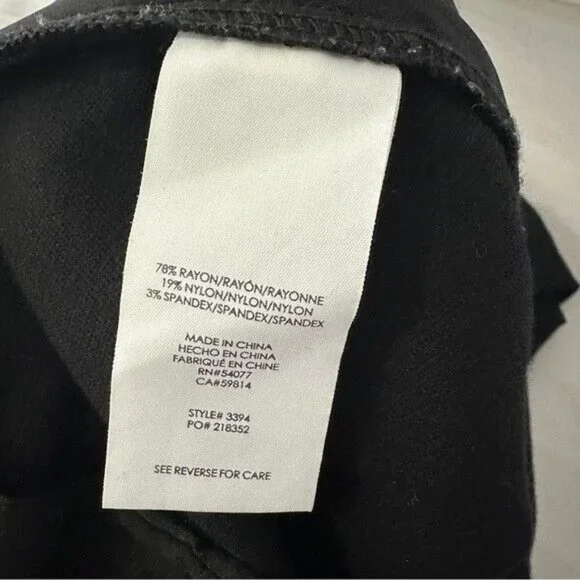 78% RAYON/RAYÓN/RAYONNE
19% NYLON/NYLON/NYLON
3% SPANDEX/SPANDEX/SPANDEX
MADE IN CHINA
HECHO EN CHINA
FABRIQUÉ EN CHINE
RN#54077
CA#59814
STYLE# 3394
PO# 218352
SEE REVERSE FOR CARE